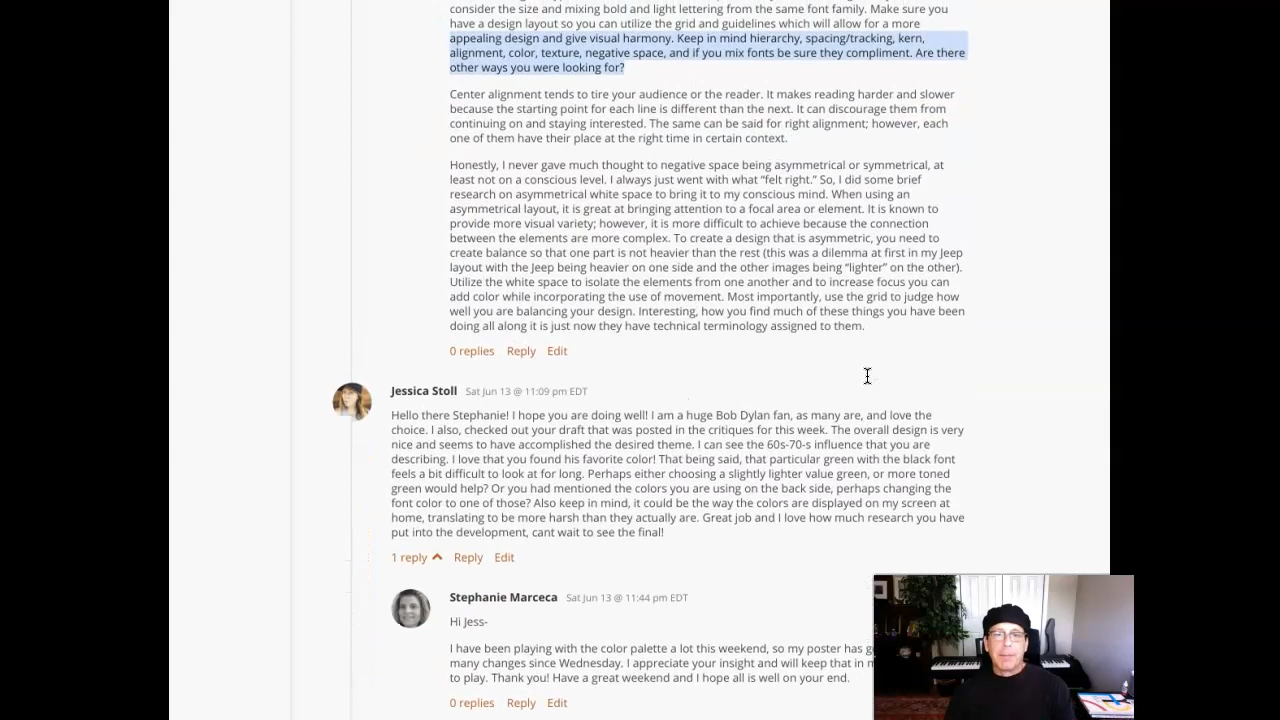 consider the size and mixing bold and light lettering from the same font family. Make sure you
have a design layout so you can utilize the grid and guidelines which will allow for a more
appealing design and give visual harmony. Keep in mind hierarchy, spacing/tracking, kern,
alignment, color, texture, negative space, and if you mix fonts be sure they compliment. Are there
other ways you were looking for?
Center alignment tends to tire your audience or the reader. It makes reading harder and slower
because the starting point for each line is different than the next. It can discourage them from
continuing on and staying interested. The same can be said for right alignment; however, each
one of them have their place at the right time in certain context.
Honestly, I never gave much thought to negative space being asymmetrical or symmetrical, at
least not on a conscious level. I always just went with what “felt right.” So, I did some brief
research on asymmetrical white space to bring it to my conscious mind. When using an
asymmetrical layout, it is great at bringing attention to a focal area or element. It is known to
provide more visual variety; however, it is more difficult to achieve because the connection
between the elements are more complex. To create a design that is asymmetric, you need to
create balance so that one part is not heavier than the rest (this was a dilemma at first in my Jeep
layout with the Jeep being heavier on one side and the other images being “lighter” on the other).
Utilize the white space to isolate the elements from one another and to increase focus you can
add color while incorporating the use of movement. Most importantly, use the grid to judge how
well you are balancing your design. Interesting, how you find much of these things you have been
doing all along it is just now they have technical terminology assigned to them.
0 replies Reply Edit
Jessica Stoll Sat Jun 13 @ 11:09 pm EDT
Hello there Stephanie! I hope you are doing well! I am a huge Bob Dylan fan, as many are, and love the
choice. I also, checked out your draft that was posted in the critiques for this week. The overall design is very
nice and seems to have accomplished the desired theme. I can see the 60s-70-s influence that you are
describing. I love that you found his favorite color! That being said, that particular green with the black font
feels a bit difficult to look at for long. Perhaps either choosing a slightly lighter value green, or more toned
green would help? Or you had mentioned the colors you are using on the back side, perhaps changing the
font color to one of those? Also keep in mind, it could be the way the colors are displayed on my screen at
home, translating to be more harsh than they actually are. Great job and I love how much research you have
put into the development, cant wait to see the final!
1 reply Reply Edit
Stephanie Marceca Sat Jun 13 @ 11:44 pm EDT
Hi Jess-
I have been playing with the color palette a lot this weekend, so my poster has
many changes since Wednesday. I appreciate your insight and will keep that in
to play. Thank you! Have a great weekend and I hope all is well on your end.
0 replies Reply Edit